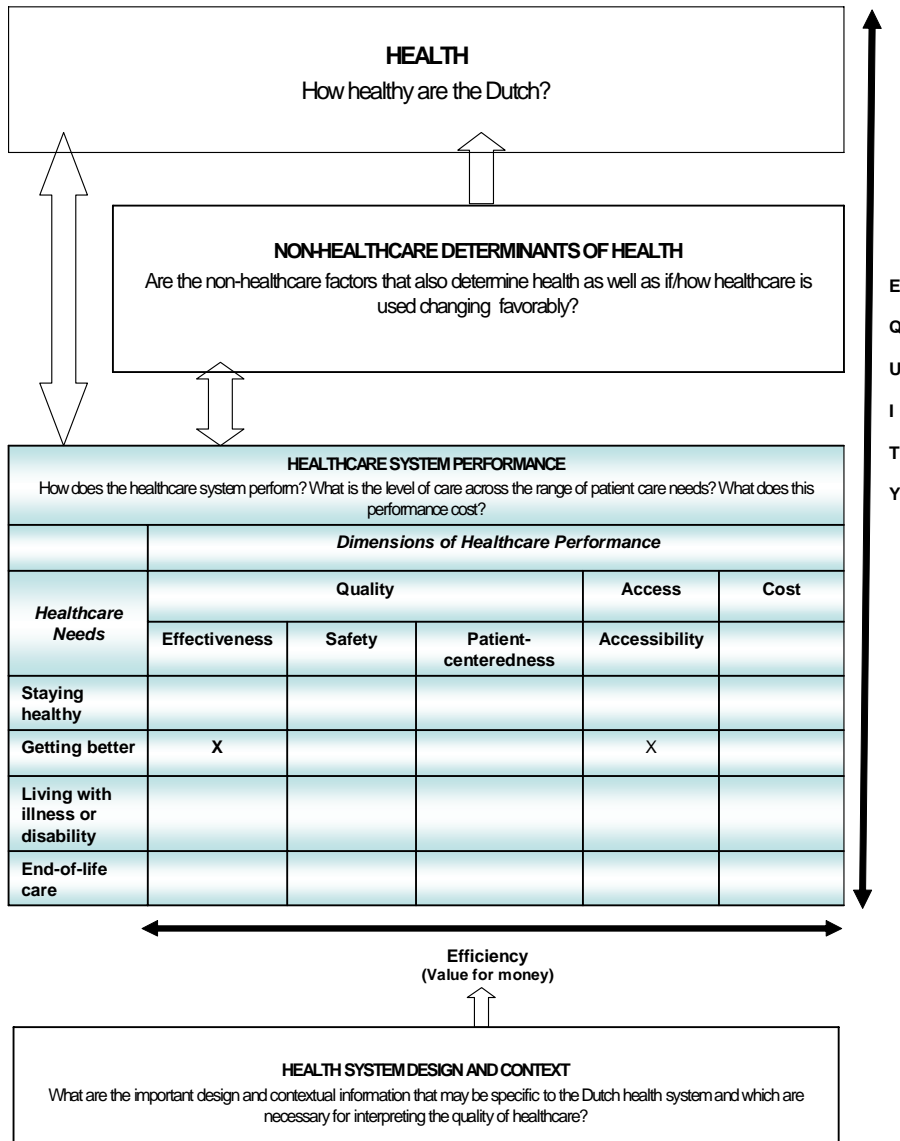 HEALTH
How healthy are the Dutch?
NON-HEALTHCARE DETERMINANTS OF HEALTH
Are the non-healthcare factors that also determine health as well as if/how healthcare is
used changing favorably?
E
Q
U
I
T
Y
HEALTHCARE SYSTEM PERFORMANCE
How does the healthcare system perform? What is the level of care across the range of patient care needs? What does this
performance cost?
Dimensions of Healthcare Performance
Healthcare
Needs
Quality
Access
Cost
Effectiveness
Safety
Patient-
centeredness
Accessibility
Staying
healthy
Getting better
X
X
Living with
illness or
disability
End-of-life
care
Efficiency
(Value for money)
HEALTH SYSTEM DESIGN AND CONTEXT
What are the important design and contextual information that may be specific to the Dutch health system and which are
necessary for interpreting the quality of healthcare?